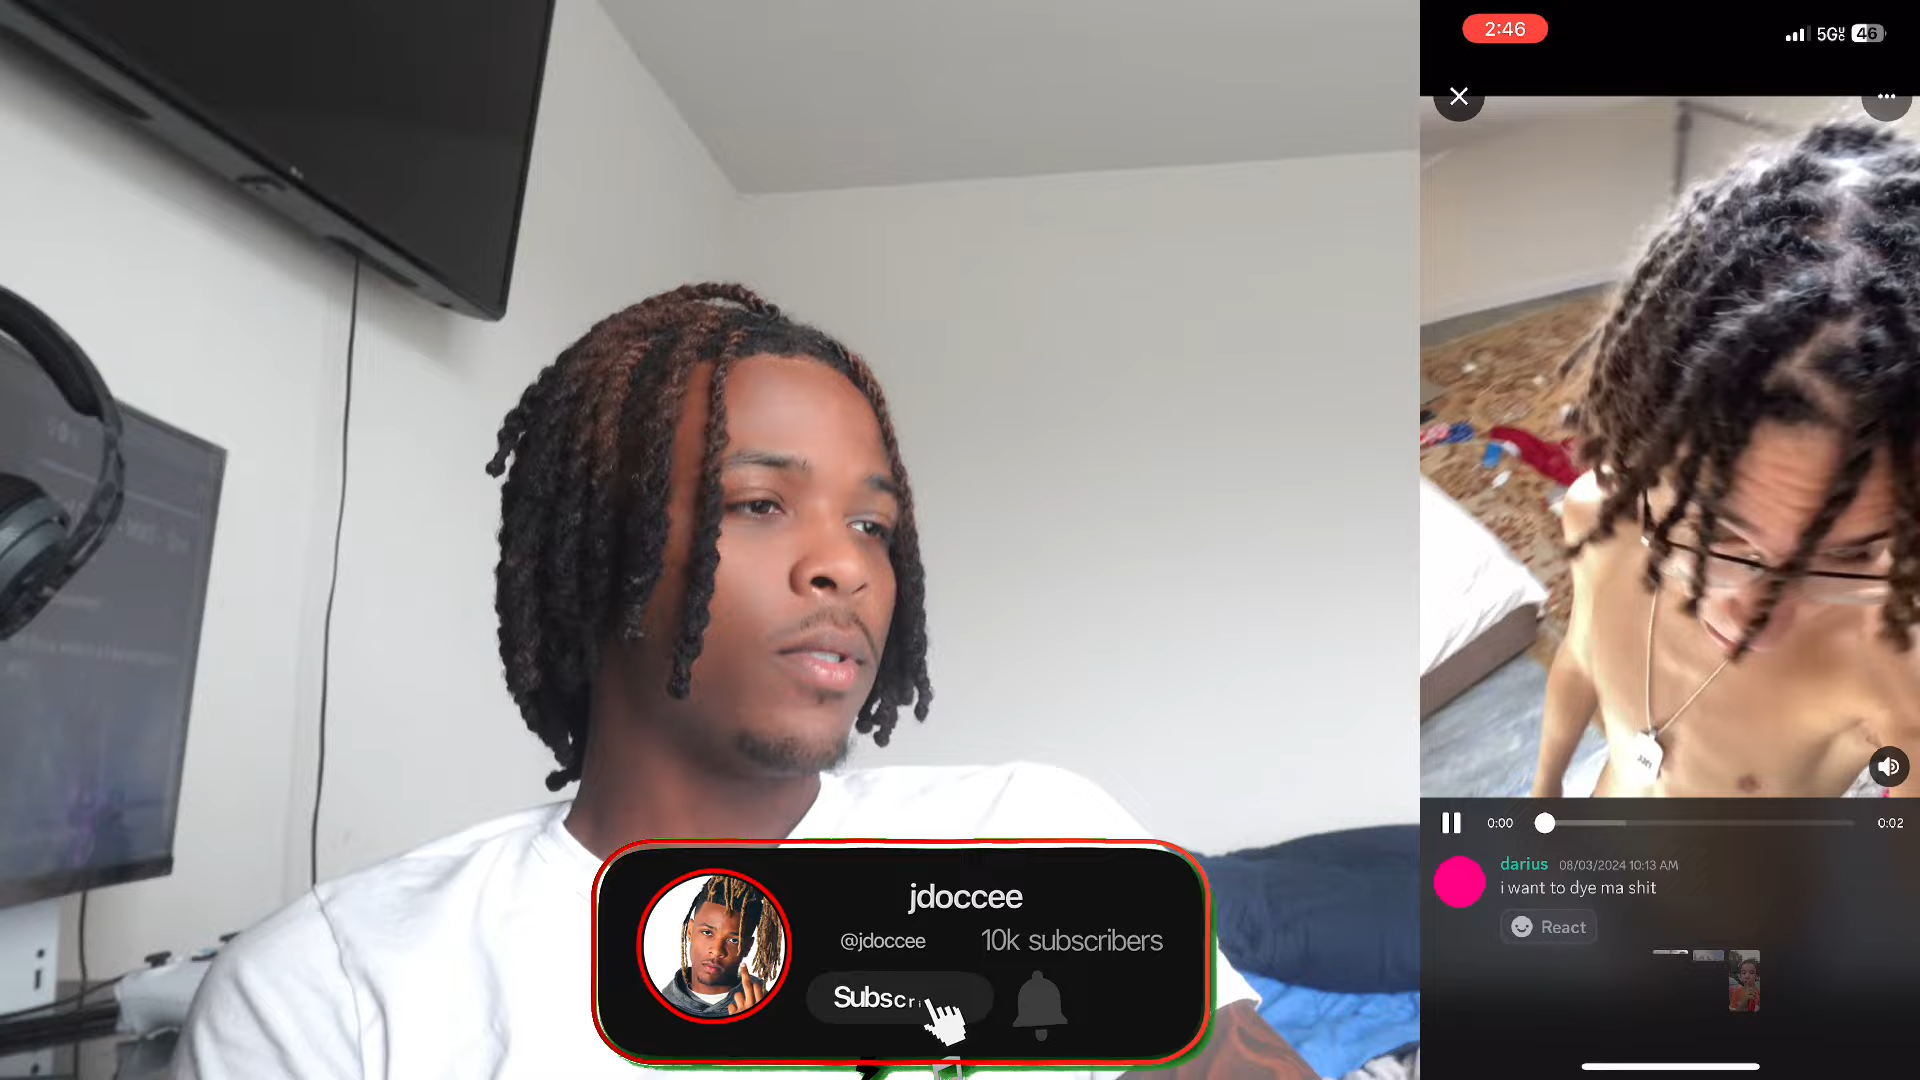 2:46
5G
46
0:00
0:02
darius 08/03/2024 10:13 AM
i want to dye ma shit
React
jdoccee
@jdoccee 10k subscribers
Subscri